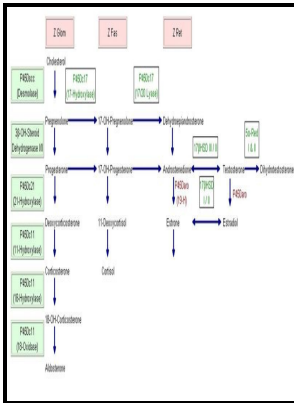 Z Glom Z Fas Z Ret
Cholesterol
P450scc
(Desmolase)
P450c17
(17-Hydroxylase)
P450c17
(17/20 Lyase)
Pregnenolone 17-OH-Pregnenolone Dehydroepiandrosterone
3β-OH-Steroid
Dehydrogenase I/II
17βHSD III / II
5α-Red
I & II
Progesterone 17-OH-Progesterone Androstenedione Testosterone Dihydrotestosterone
P450c21
(21-Hydroxylase)
P450aro
17βHSD
I / II
P450aro
Deoxycorticosterone 11-Deoxycortisol Estrone Estradiol
P450c11
(11-Hydroxylase)
Corticosterone Cortisol
P450c11
(18-Hydroxylase)
18-OH-Corticosterone
P450c11
(18-Oxidase)
Aldosterone